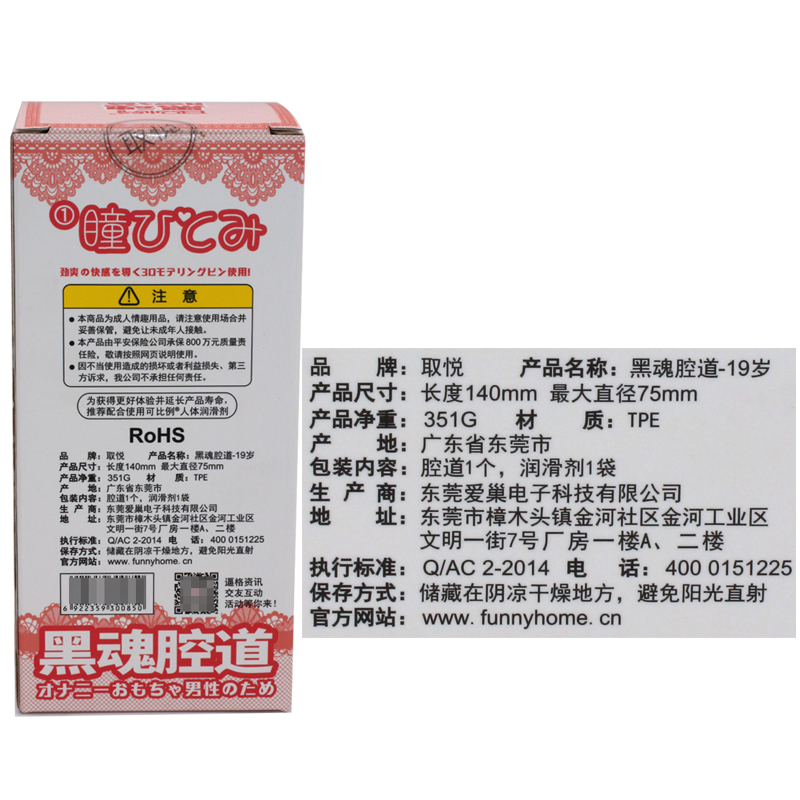 取悦
① 瞳ひとみ
劲爽の快感を導く3Dモデリングピン使用!
注 意
● 本商品为成人情趣用品，请注意使用场合并
妥善保管，避免让未成年人接触。
● 本产品由平安保险公司承保 800 万元质量责
任险，敬请按照网页说明使用。
● 因不当使用造成的损坏或者利益损失、第三
方诉求，我公司不承担任何责任。
为获得更好体验并延长产品寿命，
推荐配合使用可比例®人体润滑剂
RoHS
品 牌：取悦 产品名称：黑魂腔道-19岁
产品尺寸：长度140mm 最大直径75mm
产品净重：351G 材 质：TPE
产 地：广东省东莞市
包装内容：腔道1个，润滑剂1袋
生 产 商：东莞爱巢电子科技有限公司
地 址：东莞市樟木头镇金河社区金河工业区
文明一街7号厂房一楼A、二楼
执行标准：Q/AC 2-2014 电 话：400 0151225
保存方式：储藏在阴凉干燥地方，避免阳光直射
官方网站：www. funnyhome. cn
6 922359 300850
逼格资讯
交友互动
活动等你来!
黑魂腔道
オナニーおもちゃ男性のため
品 牌：取悦 产品名称：黑魂腔道-19岁
产品尺寸：长度140mm 最大直径75mm
产品净重：351G 材 质：TPE
产 地：广东省东莞市
包装内容：腔道1个，润滑剂1袋
生 产 商：东莞爱巢电子科技有限公司
地 址：东莞市樟木头镇金河社区金河工业区
文明一街7号厂房一楼A、二楼
执行标准：Q/AC 2-2014 电 话：400 0151225
保存方式：储藏在阴凉干燥地方，避免阳光直射
官方网站：www. funnyhome. cn